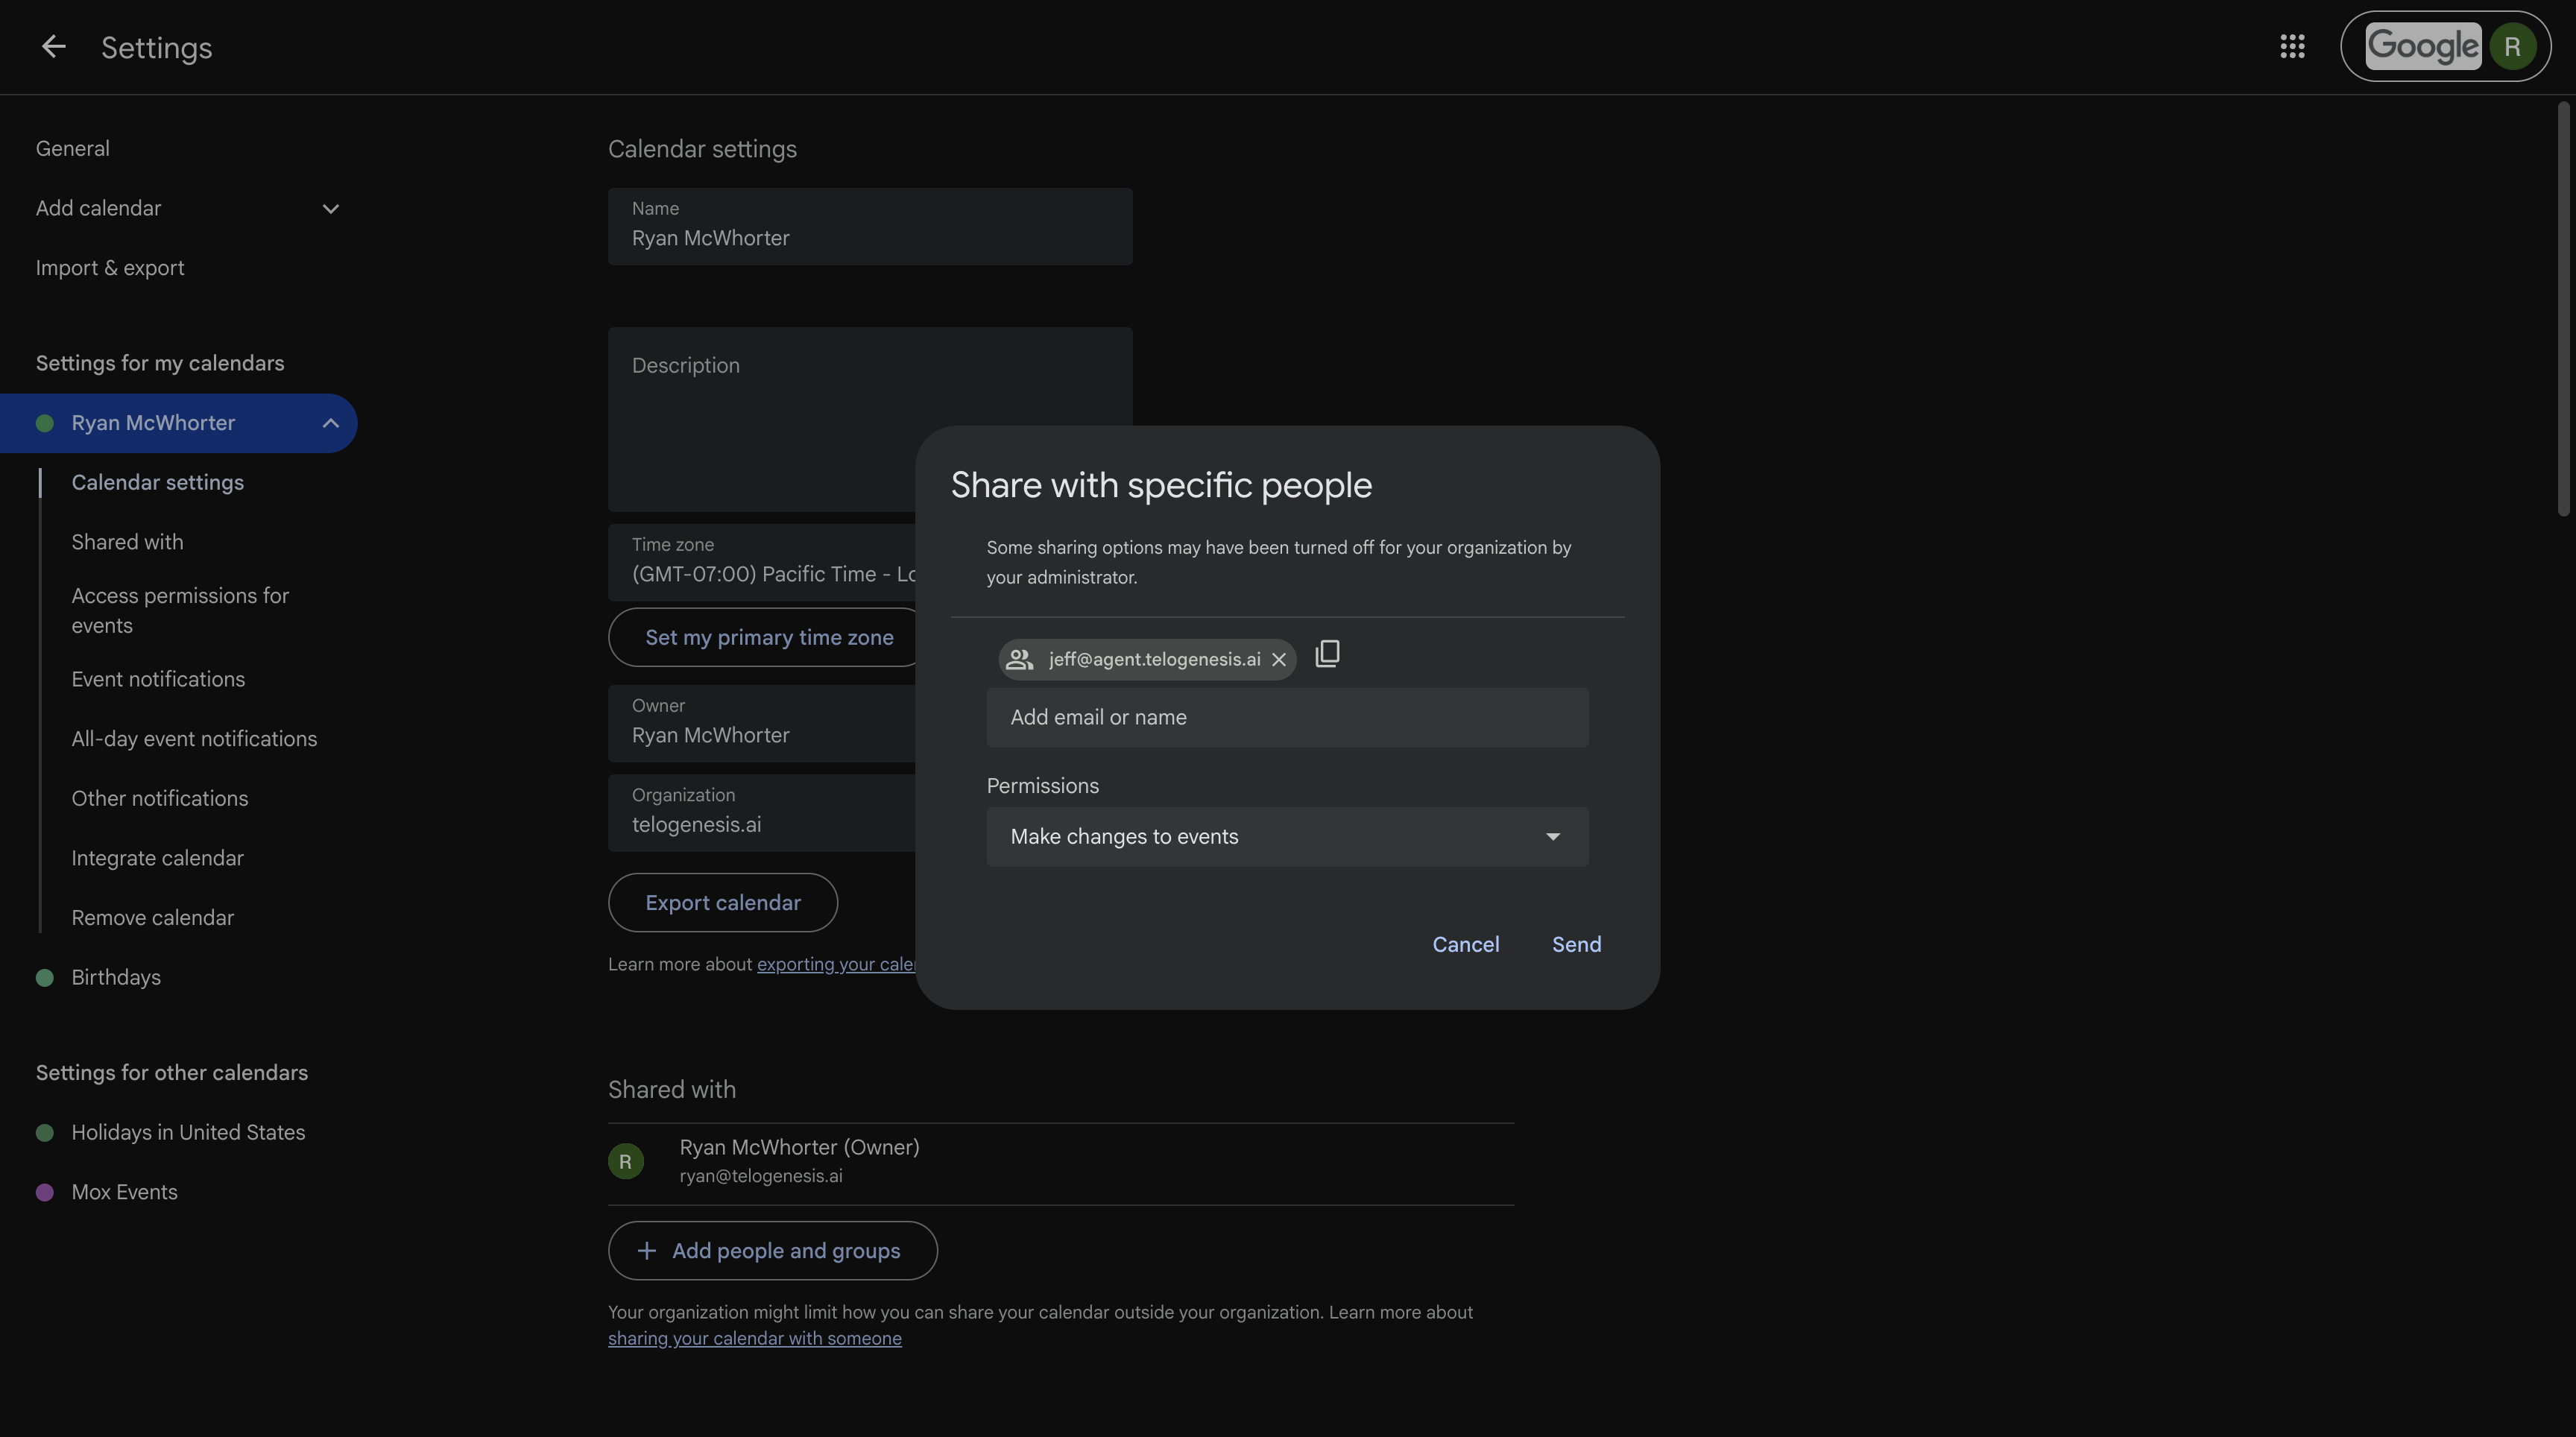 Settings
Google
R
General
Add calendar
Import & export
Settings for my calendars
Ryan McWhorter
Calendar settings
Shared with
Access permissions for
events
Event notifications
All-day event notifications
Other notifications
Integrate calendar
Remove calendar
Birthdays
Settings for other calendars
Holidays in United States
Mox Events
Calendar settings
Name
Ryan McWhorter
Description
Time zone
(GMT-07:00) Pacific Time - Lo
Set my primary time zone
Owner
Ryan McWhorter
Organization
telogenesis.ai
Export calendar
Learn more about exporting your caler
Shared with
R
Ryan McWhorter (Owner)
ryan@telogenesis.ai
Add people and groups
Your organization might limit how you can share your calendar outside your organization. Learn more about
sharing your calendar with someone
Share with specific people
Some sharing options may have been turned off for your organization by
your administrator.
jeff@agent.telogenesis.ai
Add email or name
Permissions
Make changes to events
Cancel
Send